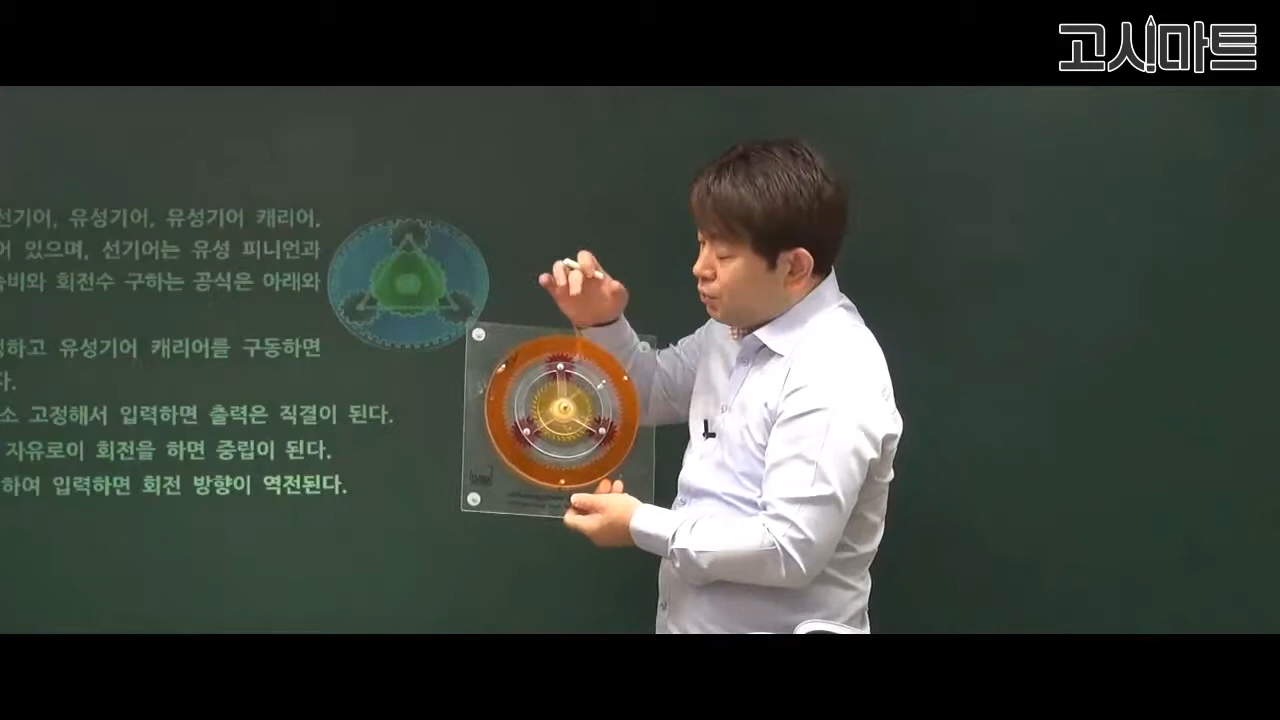 고시마트
선기어, 유성기어, 유성기어 캐리어,
있으며, 선기어는 유성 피니언과
회전수 구하는 공식은 아래와
하고 유성기어 캐리어를 구동하면
다.
소 고정해서 입력하면 출력은 직결이 된다.
자유로이 회전을 하면 중립이 된다.
하여 입력하면 회전 방향이 역전된다.